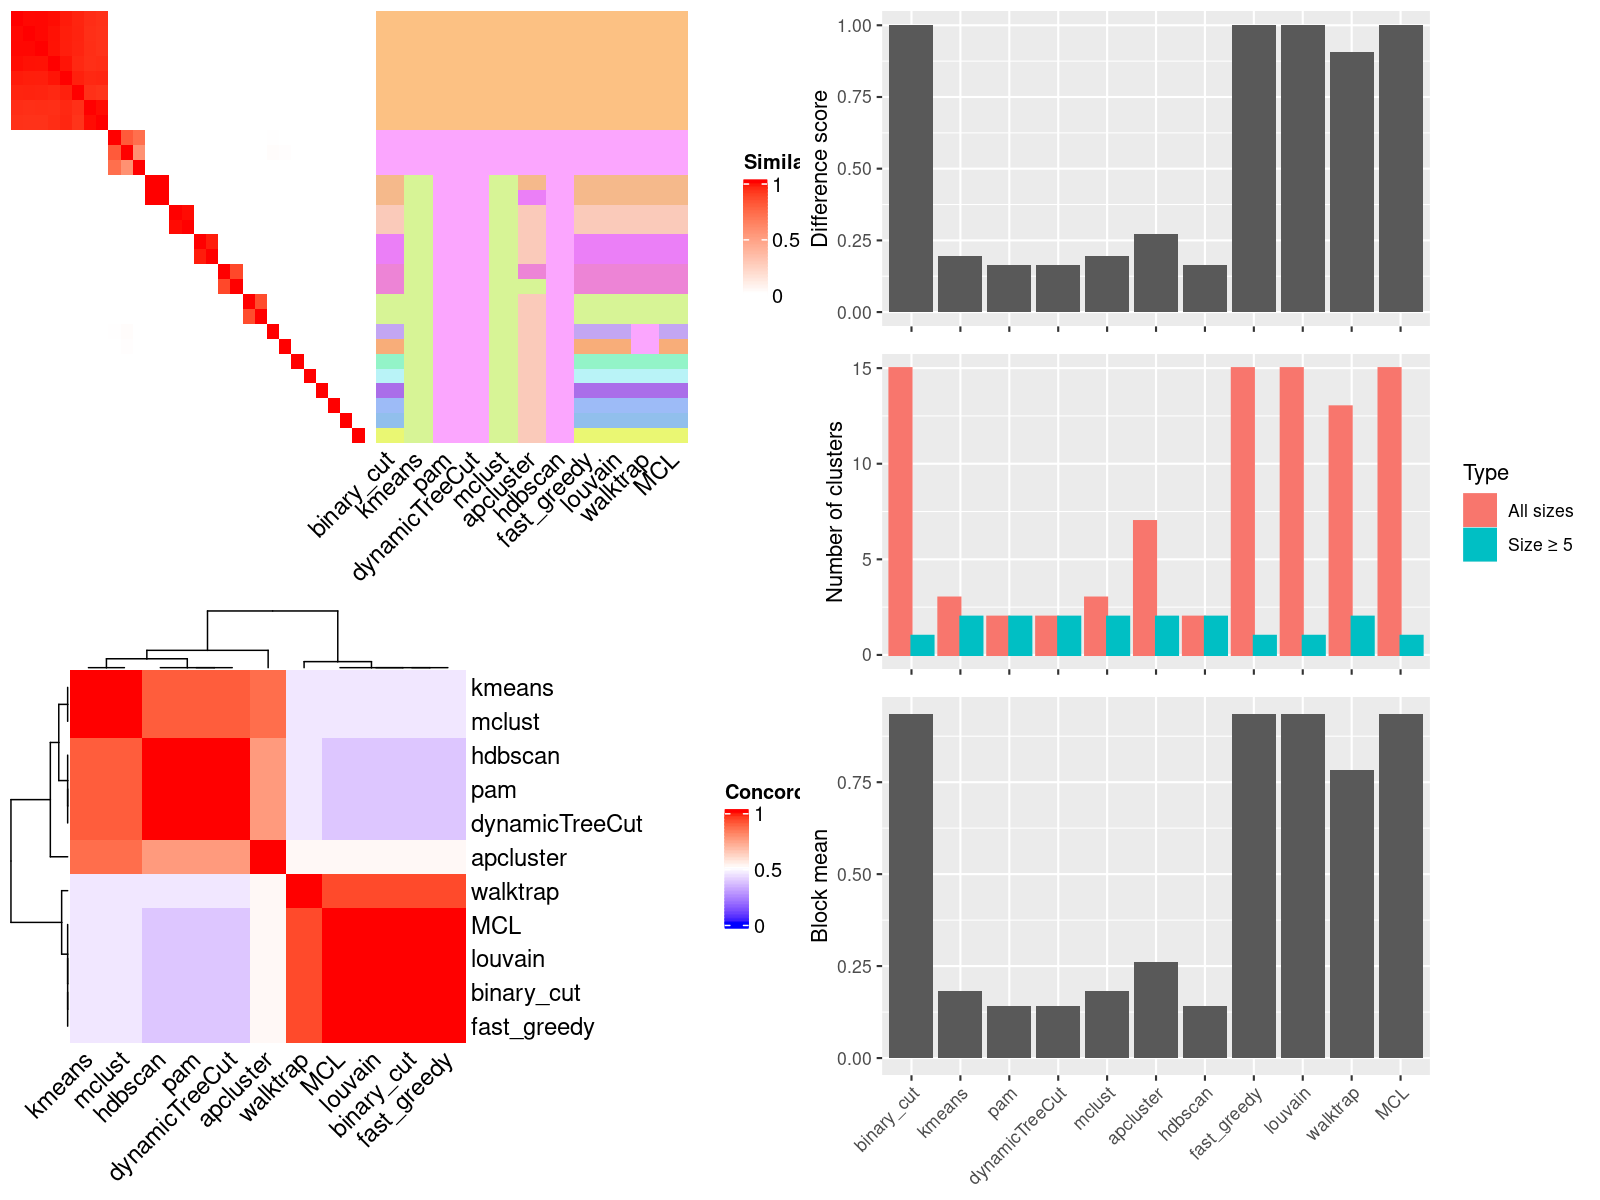 Simila
1
0.5
0
binary_cut
kmeans
pam
dynamicTreeCut
mclust
apcluster
hdbscan
fast_greedy
louvain
walktrap
MCL
kmeans
mclust
hdbscan
pam
dynamicTreeCut
apcluster
walktrap
MCL
louvain
binary_cut
fast_greedy
Concord
1
0.5
0
kmeans
mclust
hdbscan
pam
dynamicTreeCut
apcluster
walktrap
MCL
louvain
binary_cut
fast_greedy
Difference score
1.00
0.75
0.50
0.25
0.00
Number of clusters
15
10
5
0
Type
All sizes
Size ≥ 5
Block mean
0.75
0.50
0.25
0.00
binary_cut
kmeans
pam
dynamicTreeCut
mclust
apcluster
hdbscan
fast_greedy
louvain
walktrap
MCL